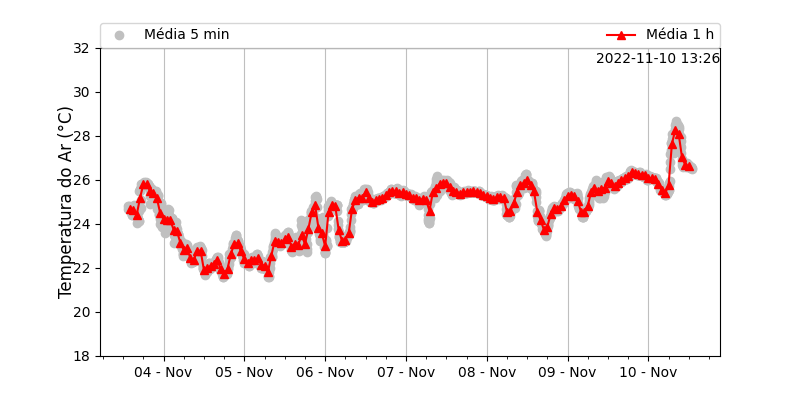 Média 5 min
Média 1 h
2022-11-10 13:26
Temperatura do Ar (°C)
32
30
28
26
24
22
20
18
04 - Nov
05 - Nov
06 - Nov
07 - Nov
08 - Nov
09 - Nov
10 - Nov